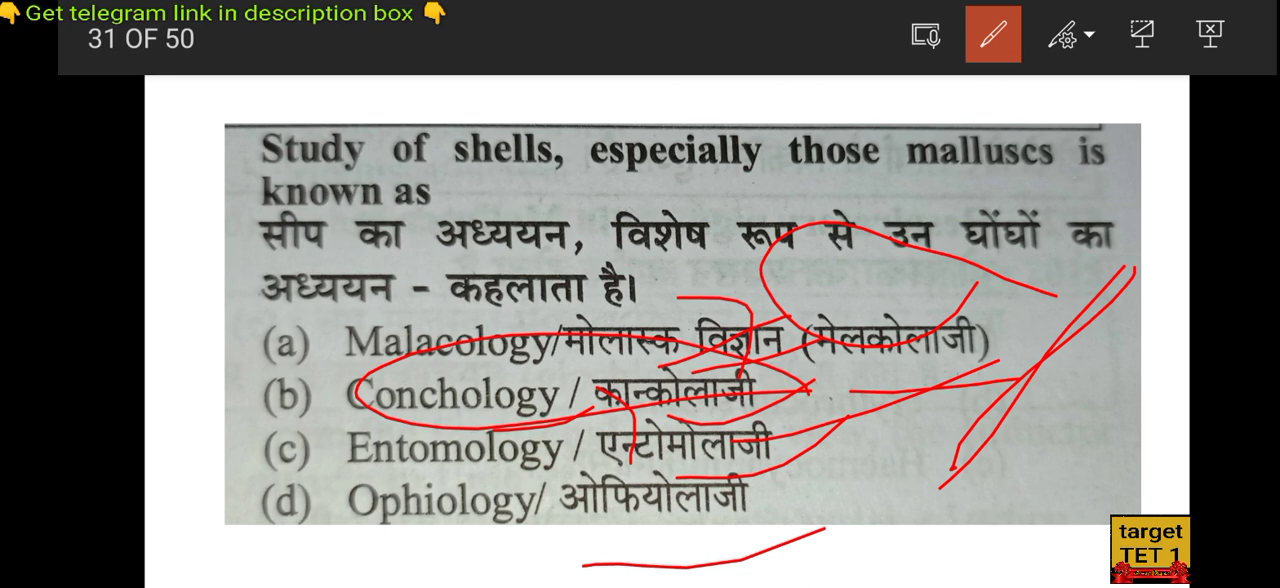 👇 Get telegram link in description box 👇
31 OF 50
Study of shells, especially those malluscs is
known as
सीप का अध्ययन, विशेष रूप से उन घोंघों का
अध्ययन - कहलाता है।
(a) Malacology/मोलास्क विज्ञान (मेलकोलाजी)
(b) Conchology / कान्कोलाजी
(c) Entomology / एन्टोमोलाजी
(d) Ophiology/ ओफियोलाजी
target
TET 1